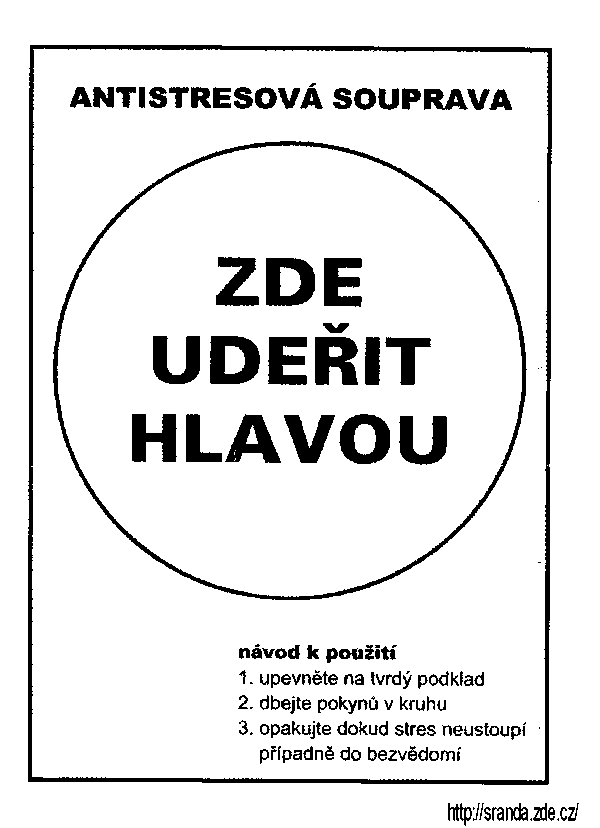 ANTISTRESOVÁ SOUPRAVA
ZDE
UDEŘIT
HLAVOU
návod k použití
1. upevněte na tvrdý podklad
2. dbejte pokynů v kruhu
3. opakujte dokud stres neustoupí
případně do bezvědomí
http://sranda.zde.cz/